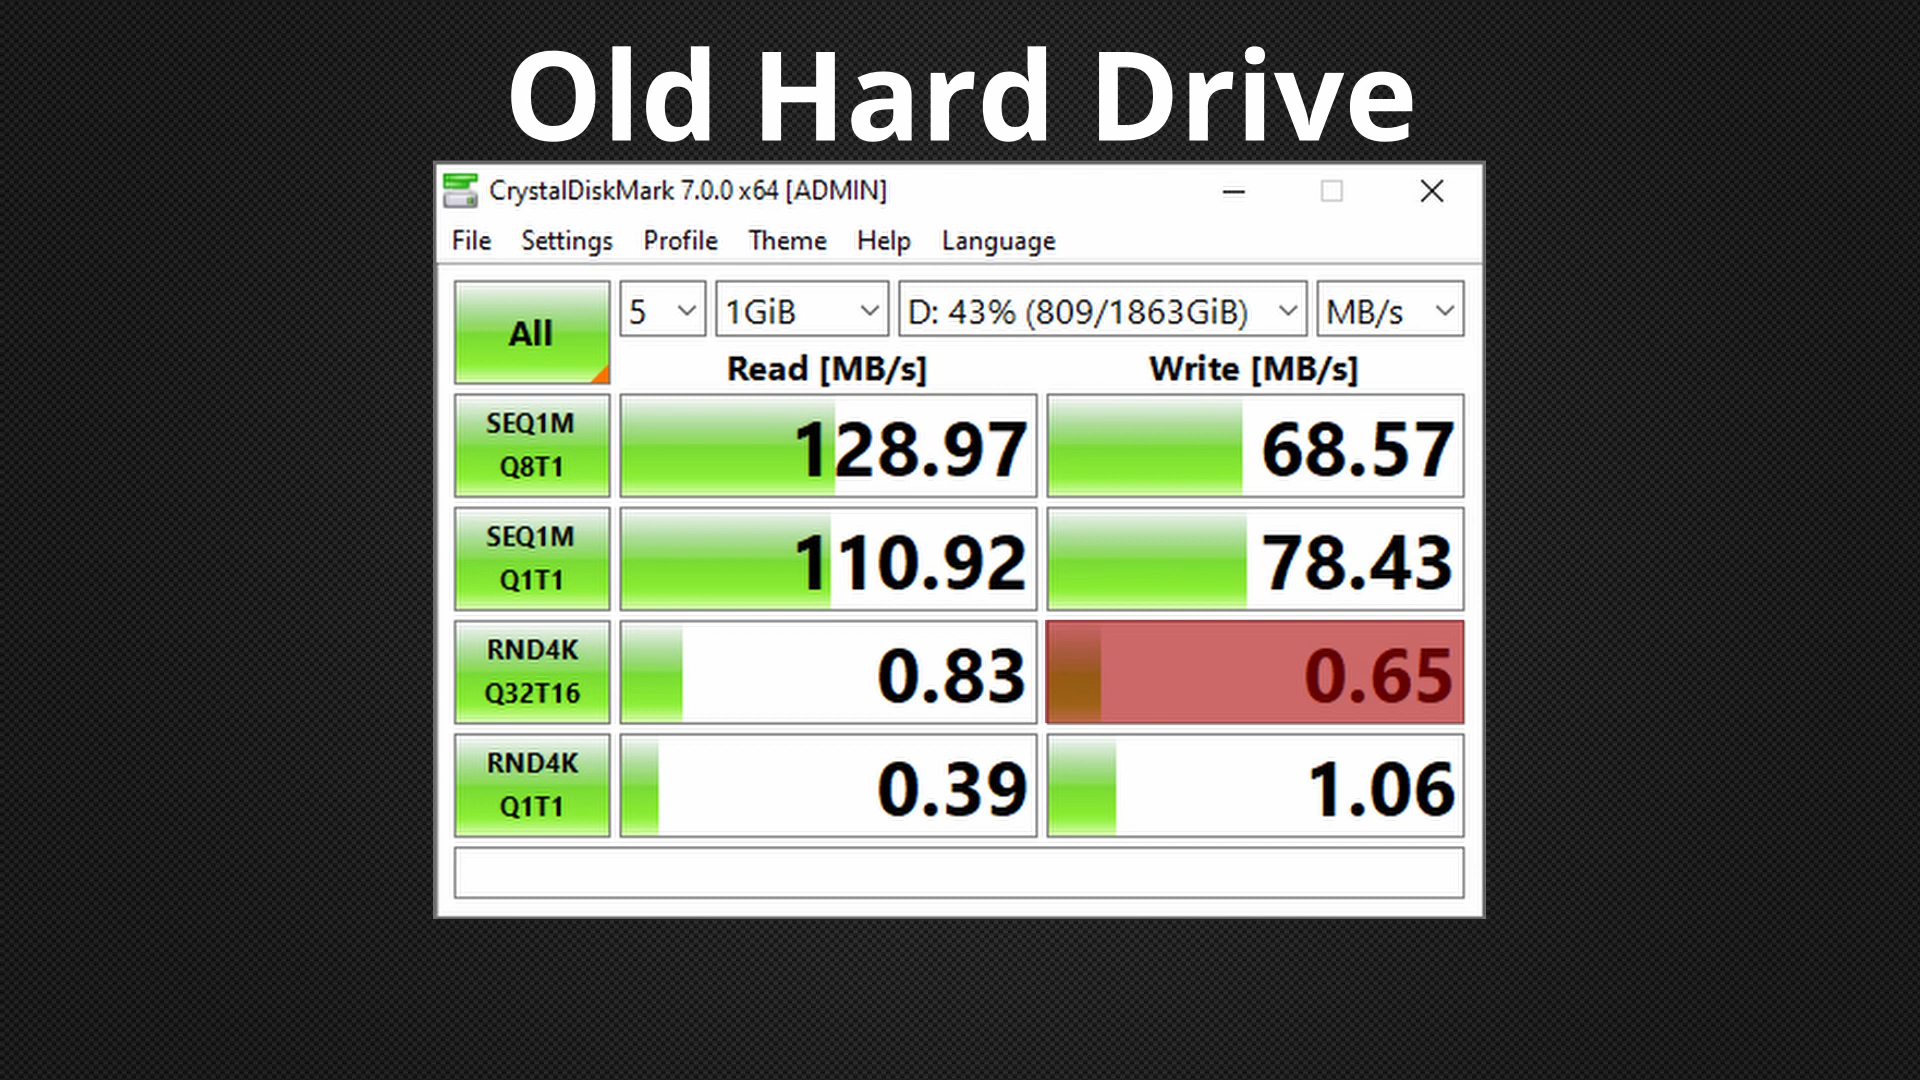 Old Hard Drive
CrystalDiskMark 7.0.0 x64 [ADMIN]
File Settings Profile Theme Help Language
All 5 1GiB D: 43% (809/1863GiB) MB/s
Read [MB/s] Write [MB/s]
SEQ1M
Q8T1
128.97 68.57
SEQ1M
Q1T1
110.92 78.43
RND4K
Q32T16
0.83 0.65
RND4K
Q1T1
0.39 1.06